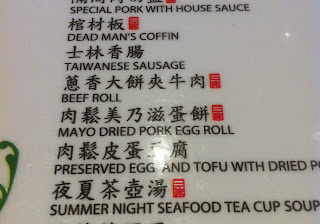 SPECIAL PORK WITH HOUSE SAUCE
棺材板
DEAD MAN'S COFFIN
士林香腸
TAIWANESE SAUSAGE
蔥香大餅夾牛肉
BEEF ROLL
肉鬆美乃滋蛋餅
MAYO DRIED PORK EGG ROLL
肉鬆皮蛋豆腐
PRESERVED EGG AND TOFU WITH DRIED PO
夜夏茶壺湯
SUMMER NIGHT SEAFOOD TEA CUP SOUP